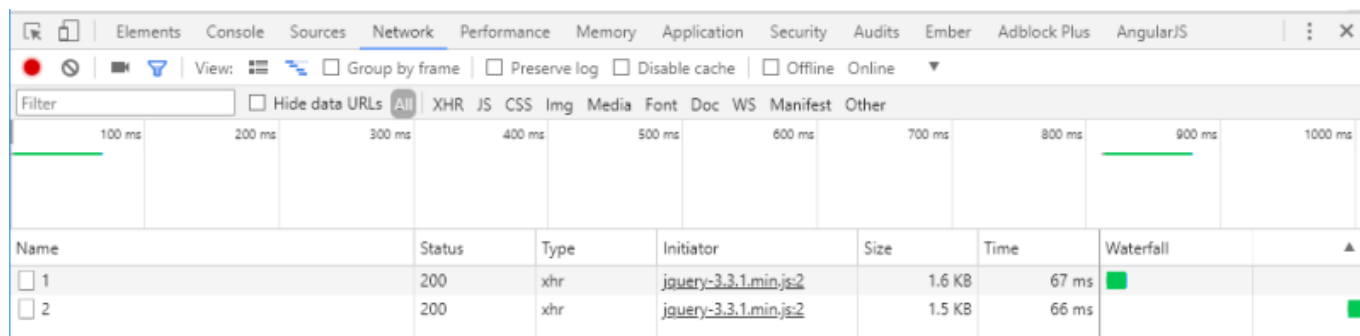 Elements Console Sources Network Performance Memory Application Security Audits Ember Adblock Plus AngularJS
View: Group by frame Preserve log Disable cache Offline Online
Filter Hide data URLs All XHR JS CSS Img Media Font Doc WS Manifest Other
100 ms 200 ms 300 ms 400 ms 500 ms 600 ms 700 ms 800 ms 900 ms 1000 ms
Name Status Type Initiator Size Time Waterfall
1 200 xhr jquery-3.3.1.min.js:2 1.6 KB 67 ms
2 200 xhr jquery-3.3.1.min.js:2 1.5 KB 66 ms